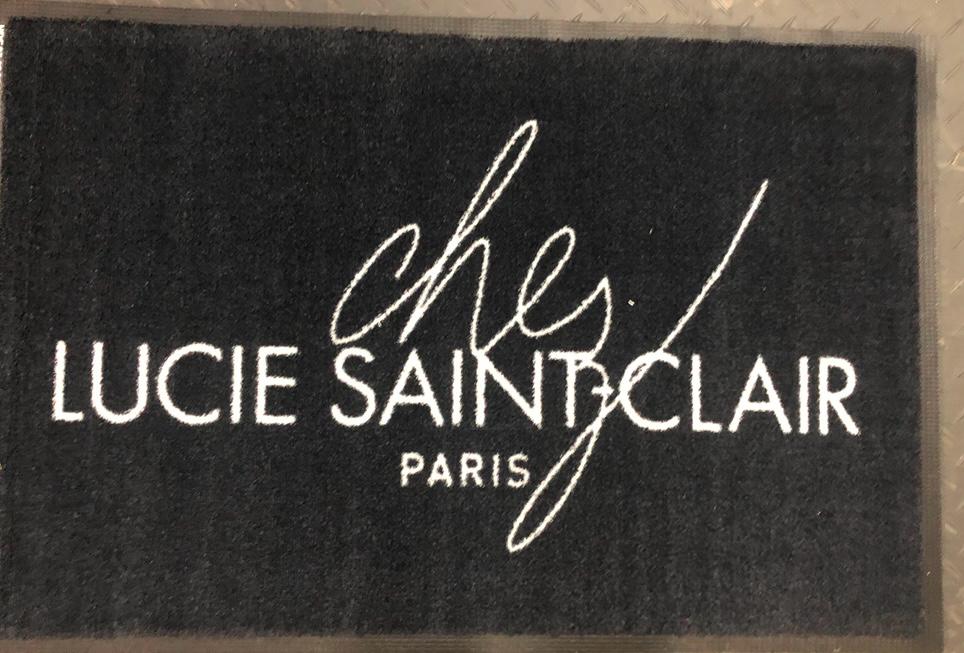 chez
LUCIE SAINT-CLAIR
PARIS